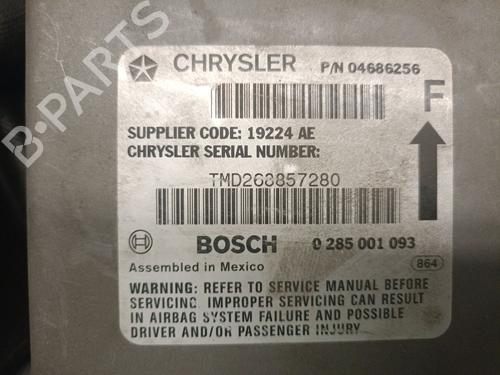 CHRYSLER P/N 04686256
F
SUPPLIER CODE: 19224 AE
CHRYSLER SERIAL NUMBER:
TMD268857280
BOSCH 0 285 001 093
Assembled in Mexico 864
WARNING: REFER TO SERVICE MANUAL BEFORE
SERVICING. IMPROPER SERVICING CAN RESULT
IN AIRBAG SYSTEM FAILURE AND POSSIBLE
DRIVER AND/OR PASSENGER INJURY.
B-PARTS